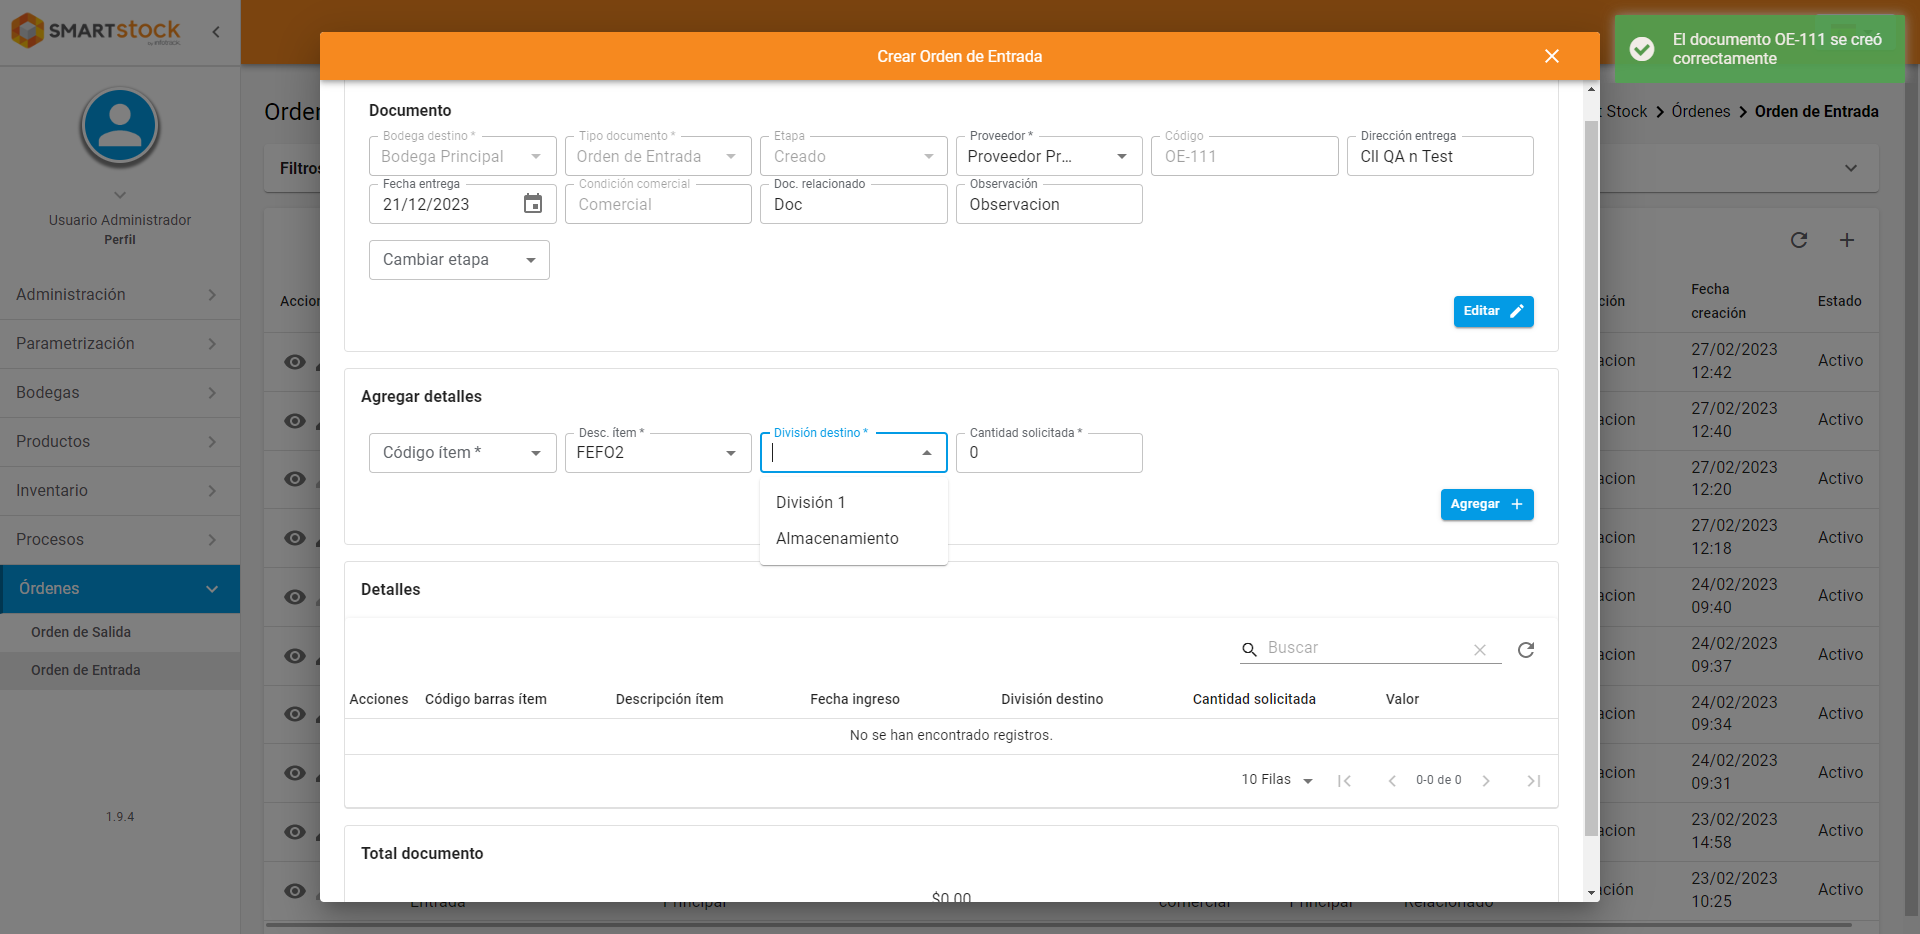 SMARTSTOCK
by infotrack
Usuario Administrador
Perfil
Administración
Parametrización
Bodegas
Productos
Inventario
Procesos
Órdenes
Orden de Salida
Orden de Entrada
1.9.4
Crear Orden de Entrada
El documento OE-111 se creó
correctamente
Orden
Stock > Órdenes > Orden de Entrada
Filtros
Documento
Bodega destino *
Bodega Principal
Tipo documento *
Orden de Entrada
Etapa
Creado
Proveedor *
Proveedor Pr...
Código
OE-111
Dirección entrega
Cll QA n Test
Fecha entrega
21/12/2023
Condición comercial
Comercial
Doc. relacionado
Doc
Observación
Observacion
Cambiar etapa
Editar
Agregar detalles
Código ítem *
Desc. ítem *
FEFO2
División destino *
Cantidad solicitada *
0
División 1
Almacenamiento
Agregar
Detalles
Buscar
Acciones Código barras ítem Descripción ítem Fecha ingreso División destino Cantidad solicitada Valor
No se han encontrado registros.
10 Filas 0-0 de 0
Total documento
$0.00
Accion
ción
Fecha
creación
Estado
acion 27/02/2023
12:42 Activo
acion 27/02/2023
12:40 Activo
acion 27/02/2023
12:20 Activo
acion 27/02/2023
12:18 Activo
acion 24/02/2023
09:40 Activo
acion 24/02/2023
09:37 Activo
acion 24/02/2023
09:34 Activo
acion 24/02/2023
09:31 Activo
acion 23/02/2023
14:58 Activo
ación 23/02/2023
10:25 Activo
Entrada Principal comercial Principal Relacionado